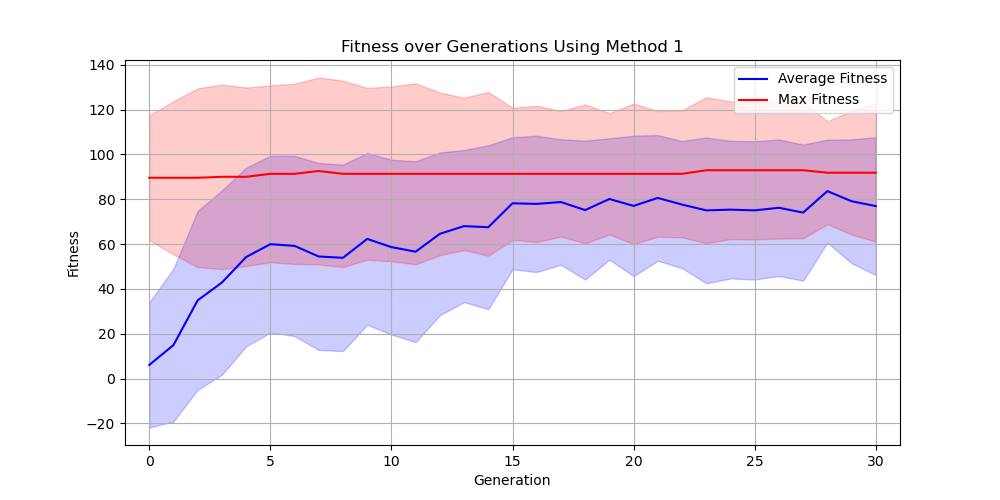 Fitness over Generations Using Method 1
140
120
100
80
60
40
20
0
−20
Fitness
Average Fitness
Max Fitness
0 5 10 15 20 25 30
Generation